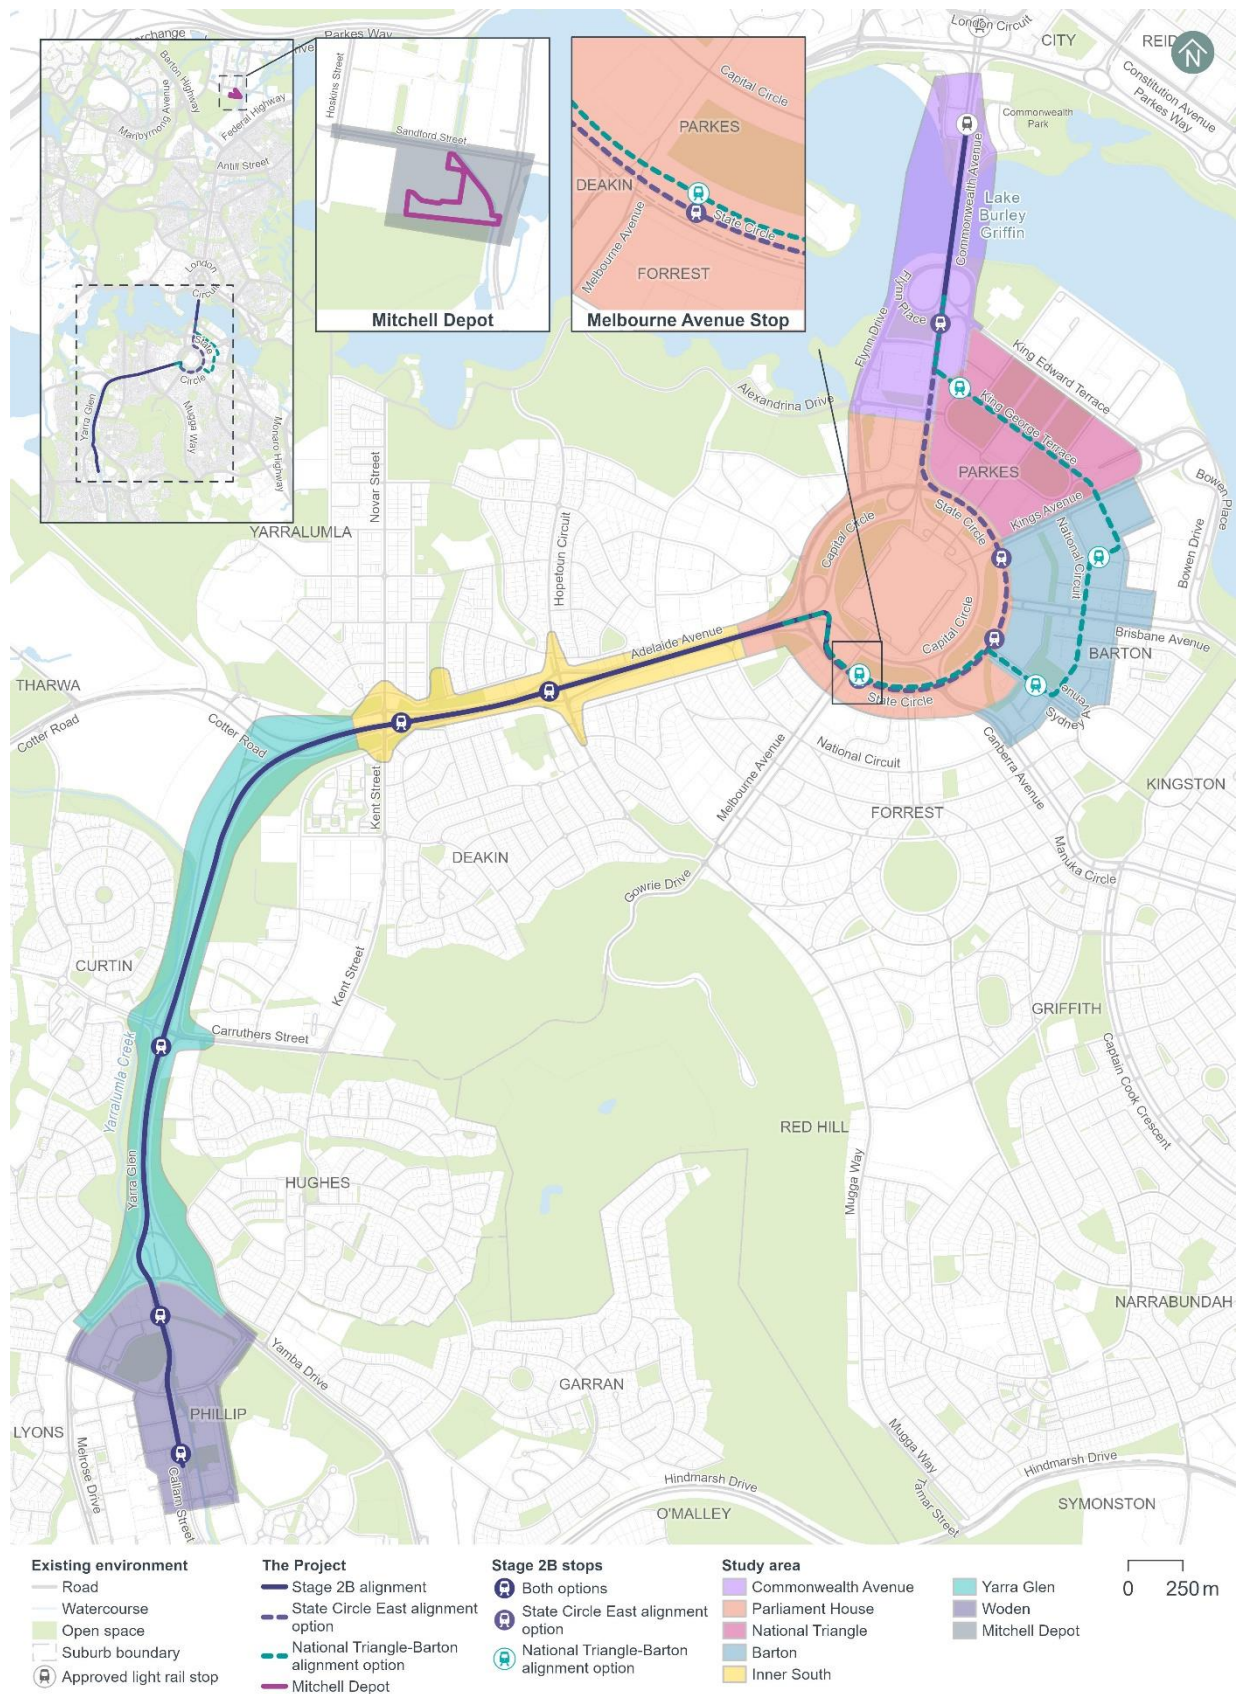 Parkes Way
London Circuit
CITY
REID
N
Constitution Avenue
Parkes Way
Commonwealth
Park
Barton Highway
Maribyrnong Avenue
Federal Highway
Antill Street
London
Circuit
State
Circle
Yarra Glen
Mugga Way
Monaro Highway
Hoskins Street
Sandford Street
Mitchell Depot
Capital Circle
PARKES
DEAKIN
Melbourne Avenue
State Circle
FORREST
Melbourne Avenue Stop
Commonwealth Avenue
Lake
Burley
Griffin
Flynn Place
Flynn Drive
King Edward Terrace
King George Terrace
Alexandrina Drive
PARKES
Kings Avenue
Bowen Place
Bowen Drive
State Circle
Capital Circle
National Circuit
Capital Circle
Brisbane Avenue
BARTON
Novar Street
YARRALUMLA
Hopetoun Circuit
Adelaide Avenue
State Circle
Sydney Avenue
THARWA
Cotter Road
Cotter Road
National Circuit
Canberra Avenue
Melbourne Avenue
KINGSTON
Kent Street
FORREST
Manuka Circle
DEAKIN
Gowrie Drive
CURTIN
Kent Street
GRIFFITH
Carruthers Street
Yarralumla Creek
Captain Cook Crescent
RED HILL
Yarra Glen
HUGHES
Mugga Way
NARRABUNDAH
Yamba Drive
GARRAN
PHILLIP
LYONS
Melrose Drive
Callam Street
Mugga Way
Hindmarsh Drive
Hindmarsh Drive
Tamar Street
O'MALLEY
SYMONSTON
Existing environment
Road
Watercourse
Open space
Suburb boundary
Approved light rail stop
The Project
Stage 2B alignment
State Circle East alignment
option
National Triangle-Barton
alignment option
Mitchell Depot
Stage 2B stops
Both options
State Circle East alignment
option
National Triangle-Barton
alignment option
Study area
Commonwealth Avenue
Parliament House
National Triangle
Barton
Inner South
Yarra Glen
Woden
Mitchell Depot
0 250 m